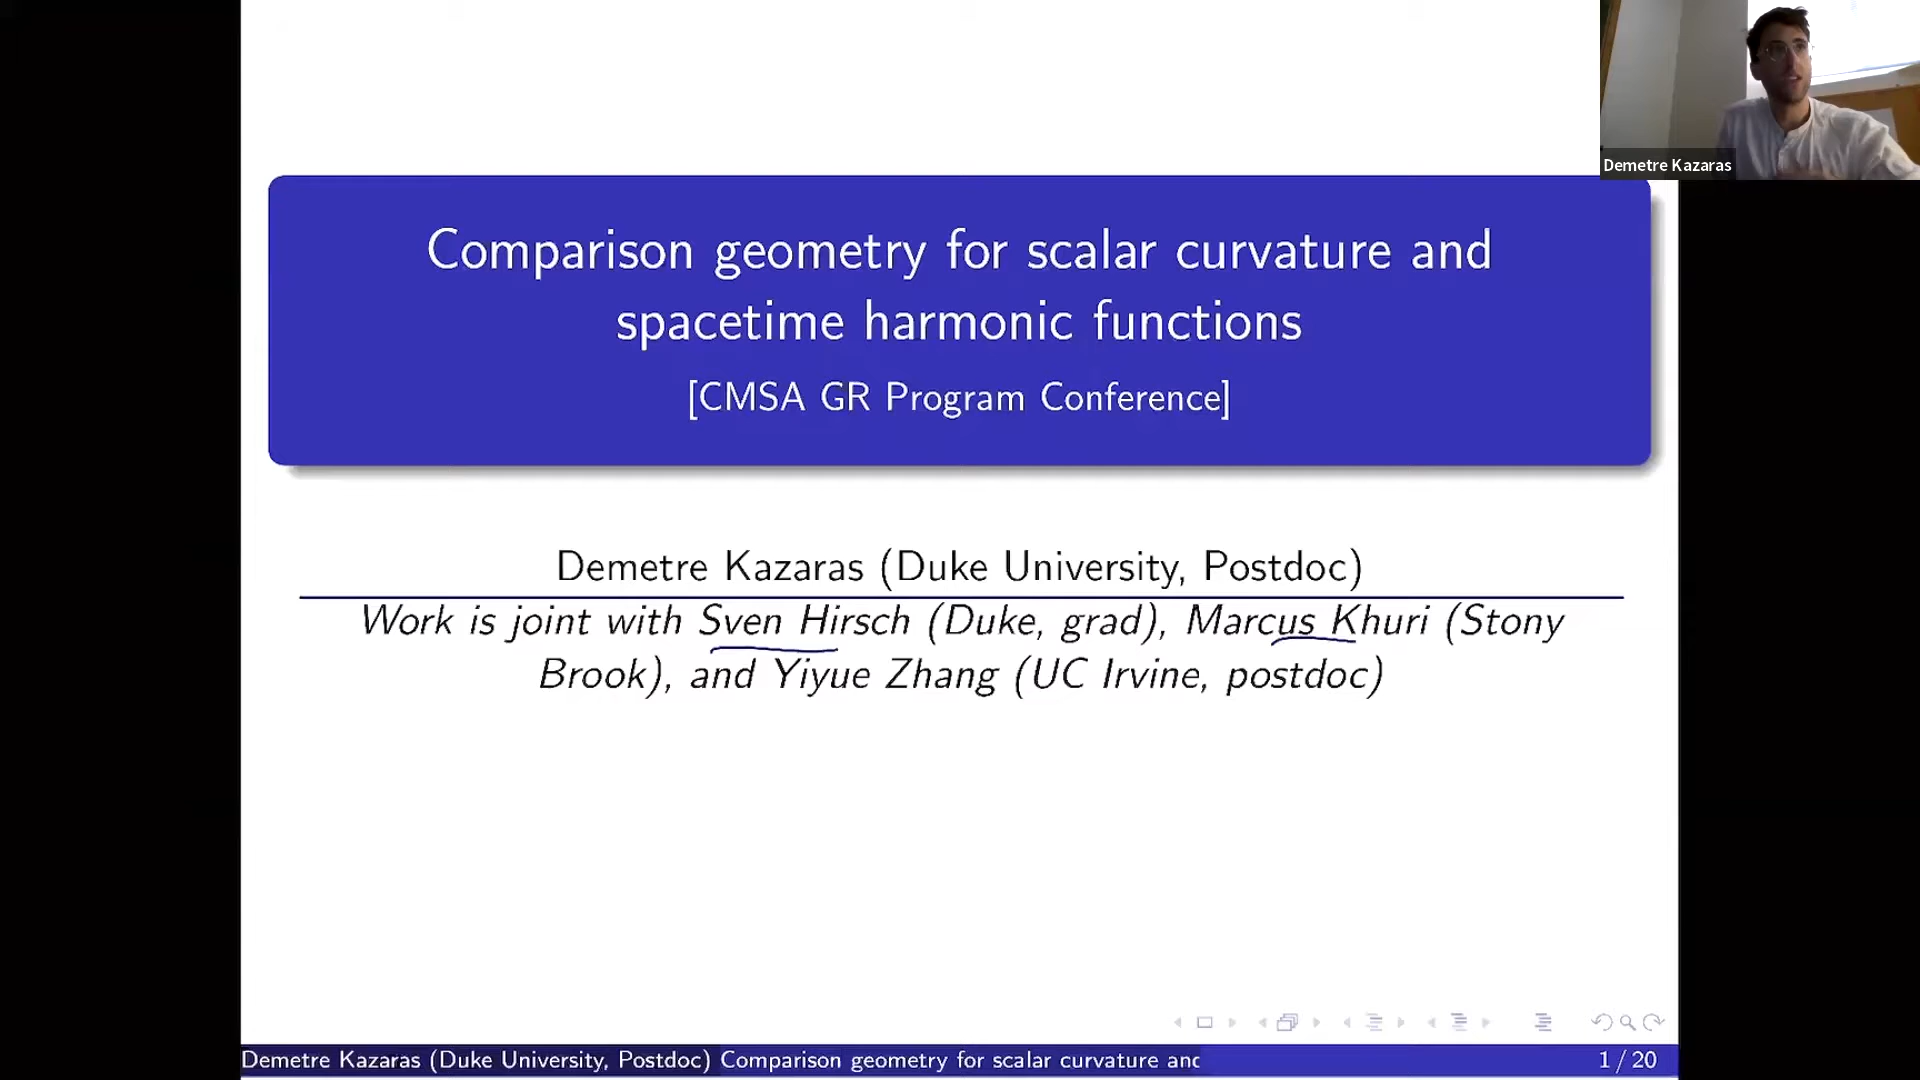 Demetre Kazaras
Comparison geometry for scalar curvature and
spacetime harmonic functions
[CMSA GR Program Conference]
Demetre Kazaras (Duke University, Postdoc)
Work is joint with Sven Hirsch (Duke, grad), Marcus Khuri (Stony
Brook), and Yiyue Zhang (UC Irvine, postdoc)
Demetre Kazaras (Duke University, Postdoc) Comparison geometry for scalar curvature and 1 / 20